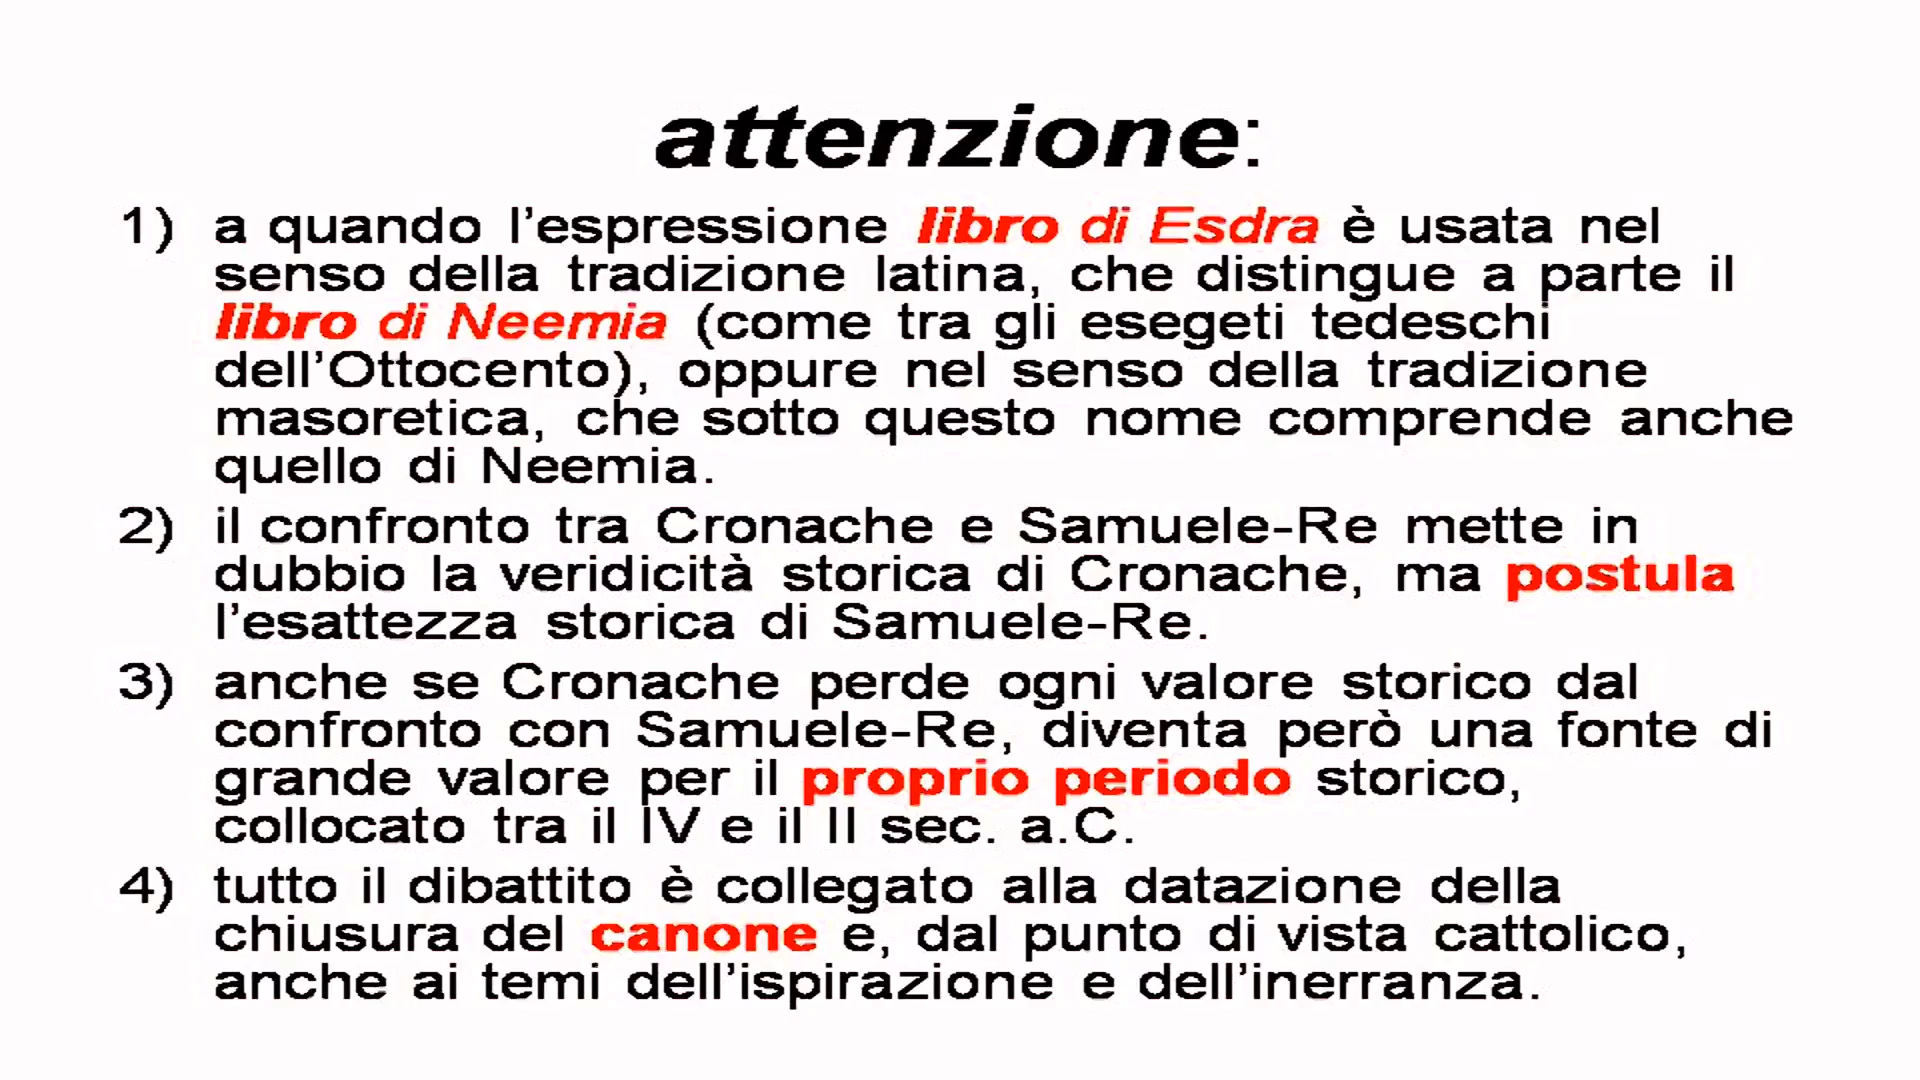 attenzione:
1) a quando l’espressione libro di Esdra è usata nel
senso della tradizione latina, che distingue a parte il
libro di Neemia (come tra gli esegeti tedeschi
dell’Ottocento), oppure nel senso della tradizione
masoretica, che sotto questo nome comprende anche
quello di Neemia.
2) il confronto tra Cronache e Samuele-Re mette in
dubbio la veridicità storica di Cronache, ma postula
l’esattezza storica di Samuele-Re.
3) anche se Cronache perde ogni valore storico dal
confronto con Samuele-Re, diventa però una fonte di
grande valore per il proprio periodo storico,
collocato tra il IV e il II sec. a.C.
4) tutto il dibattito è collegato alla datazione della
chiusura del canone e, dal punto di vista cattolico,
anche ai temi dell’ispirazione e dell’inerranza.